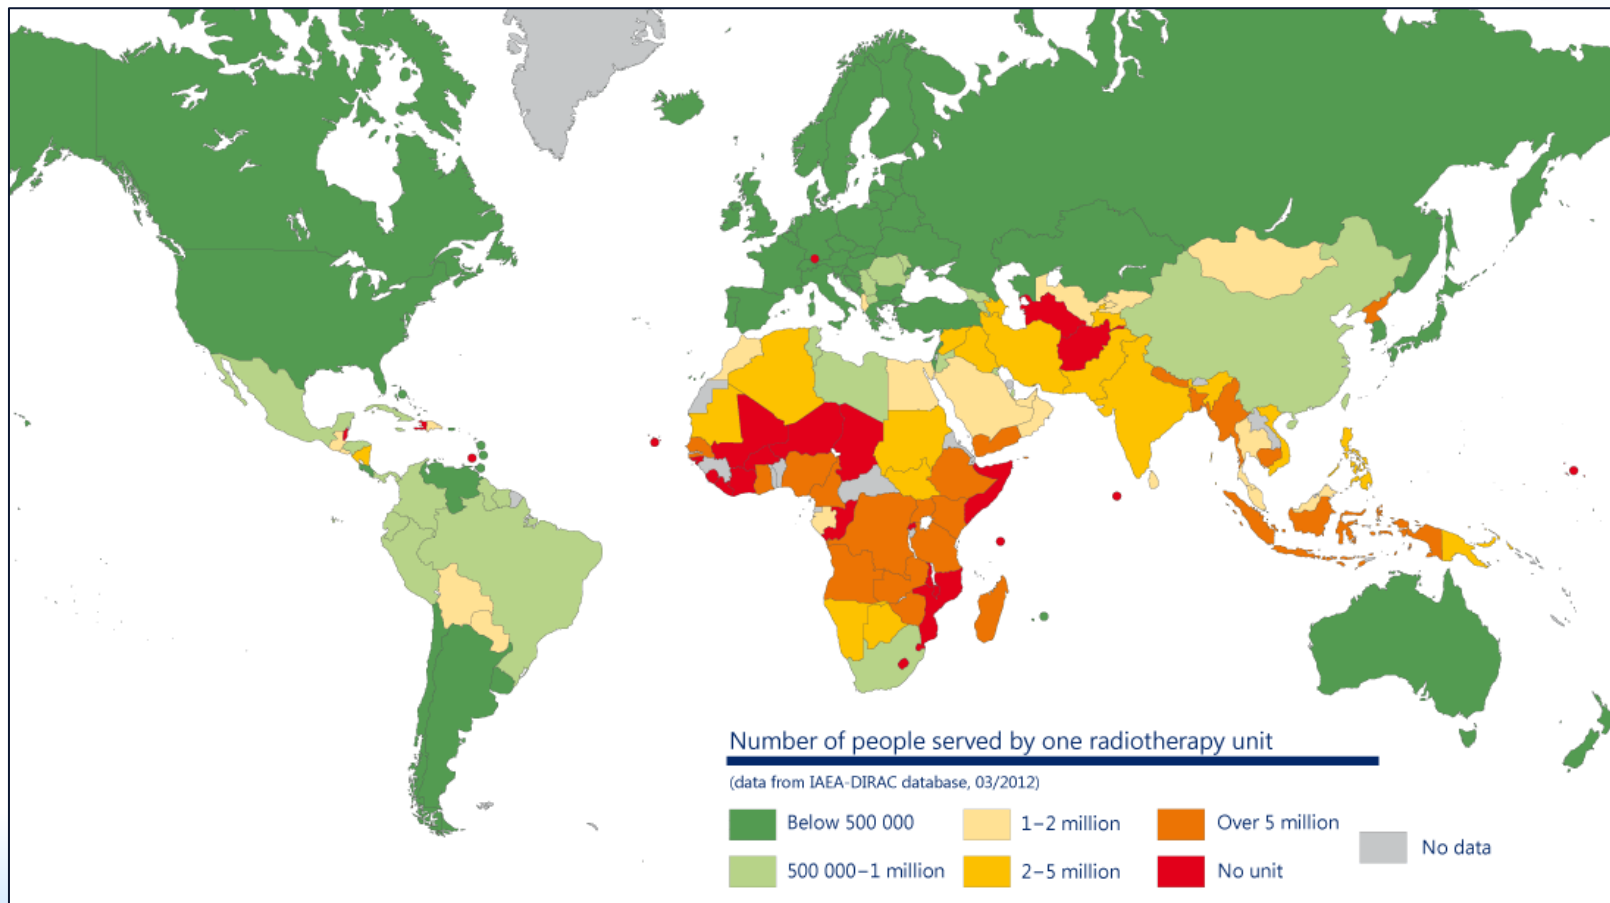 Number of people served by one radiotherapy unit
(data from IAEA-DIRAC database, 03/2012)
Below 500 000
1–2 million
Over 5 million
No data
500 000–1 million
2–5 million
No unit